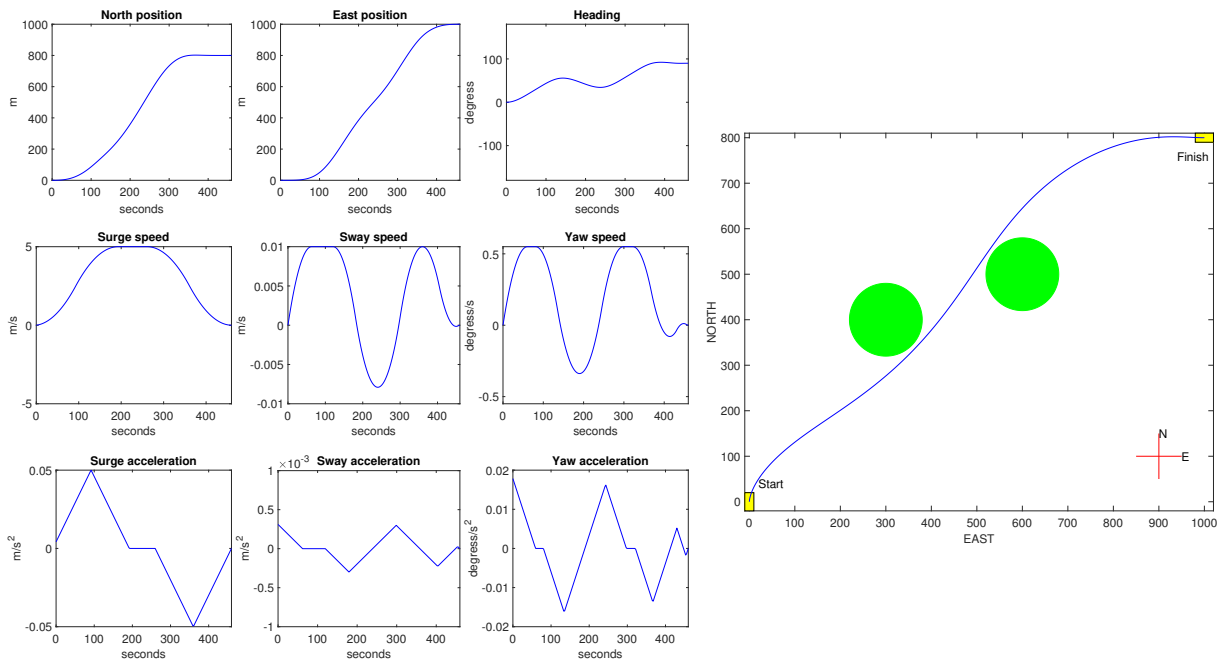 North position
1000
800
600
400
200
0
m
0 100 200 300 400
seconds
East position
1000
800
600
400
200
0
m
0 100 200 300 400
seconds
Heading
100
0
-100
degress
0 100 200 300 400
seconds
Surge speed
5
0
-5
m/s
0 100 200 300 400
seconds
Sway speed
0.01
0.005
0
-0.005
-0.01
m/s
0 100 200 300 400
seconds
Yaw speed
0.5
0
-0.5
degress/s
0 100 200 300 400
seconds
Surge acceleration
0.05
0
-0.05
m/s²
0 100 200 300 400
seconds
Sway acceleration
×10⁻³
1
0.5
0
-0.5
-1
m/s²
0 100 200 300 400
seconds
Yaw acceleration
0.02
0.01
0
-0.01
-0.02
degress/s²
0 100 200 300 400
seconds
800
700
600
500
400
300
200
100
0
NORTH
Finish
N
E
Start
0 100 200 300 400 500 600 700 800 900 1000
EAST